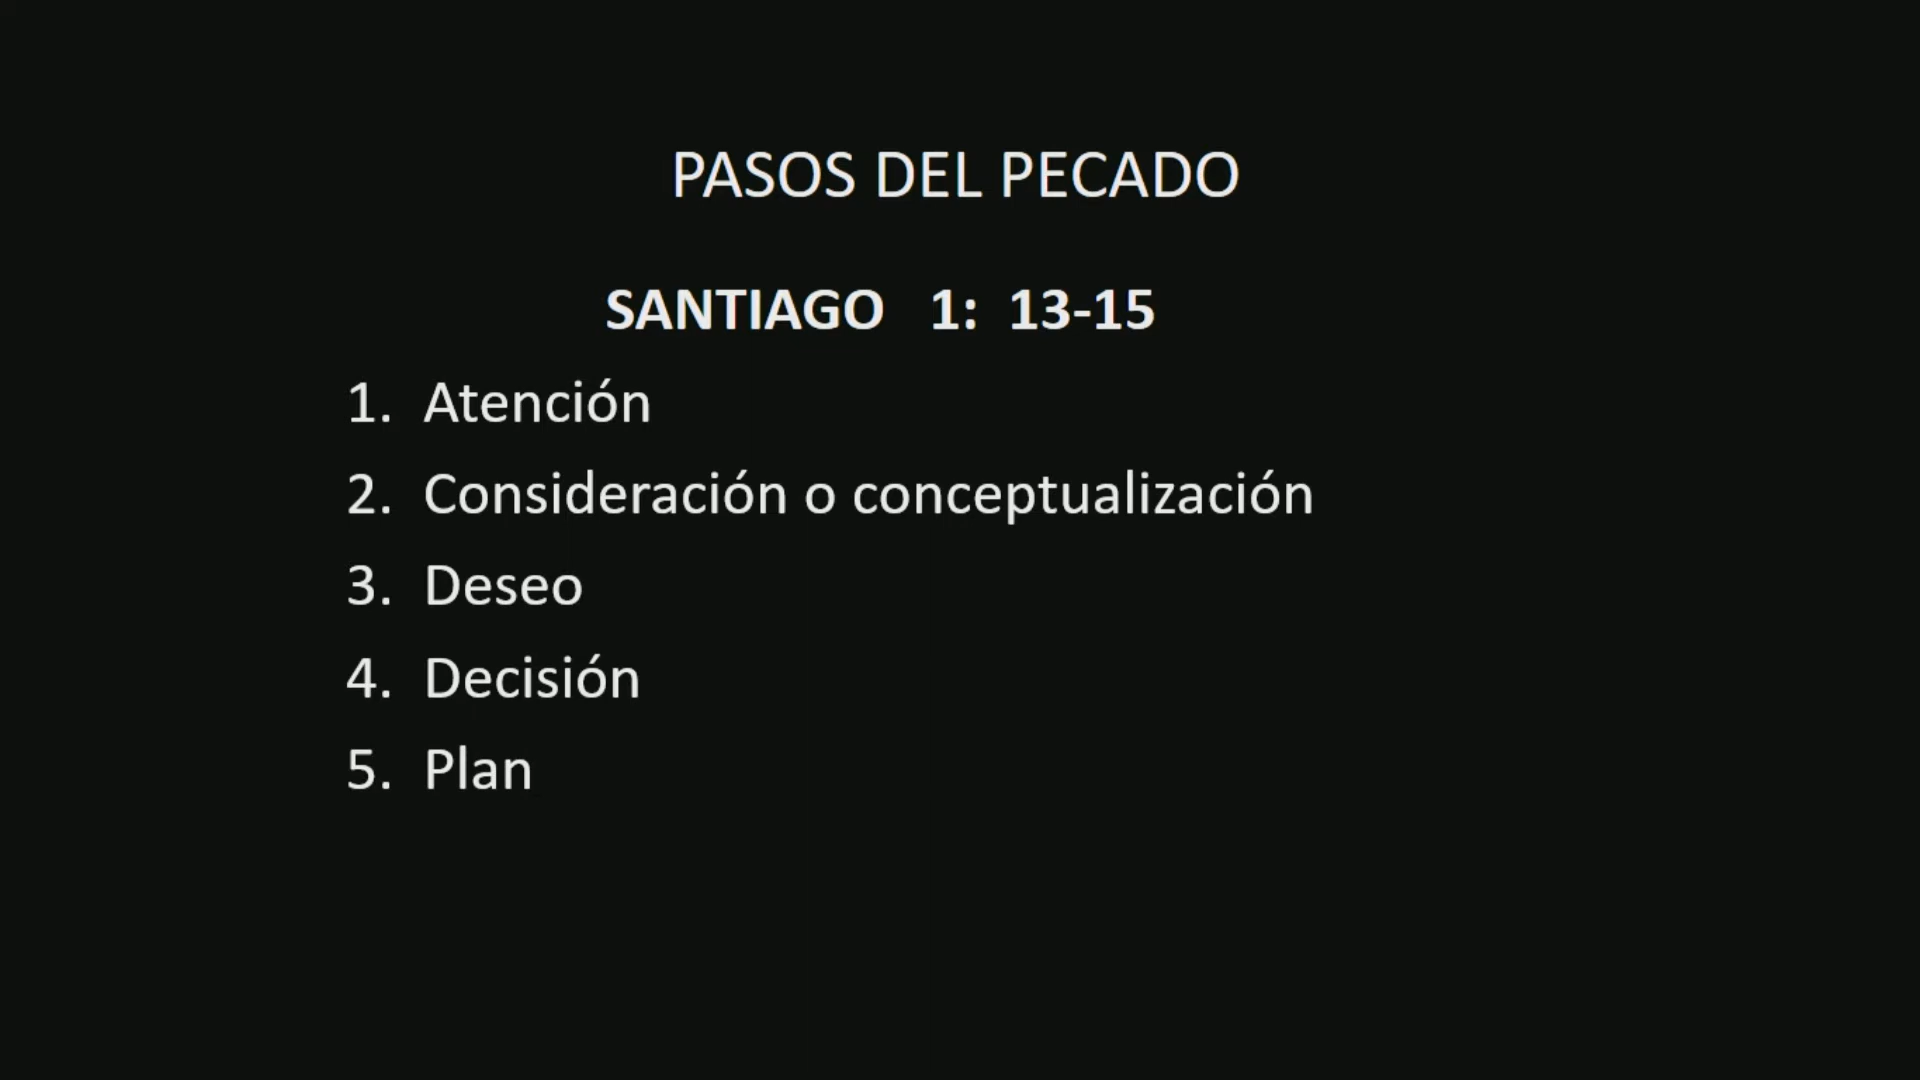 PASOS DEL PECADO
SANTIAGO 1: 13-15
1. Atención
2. Consideración o conceptualización
3. Deseo
4. Decisión
5. Plan